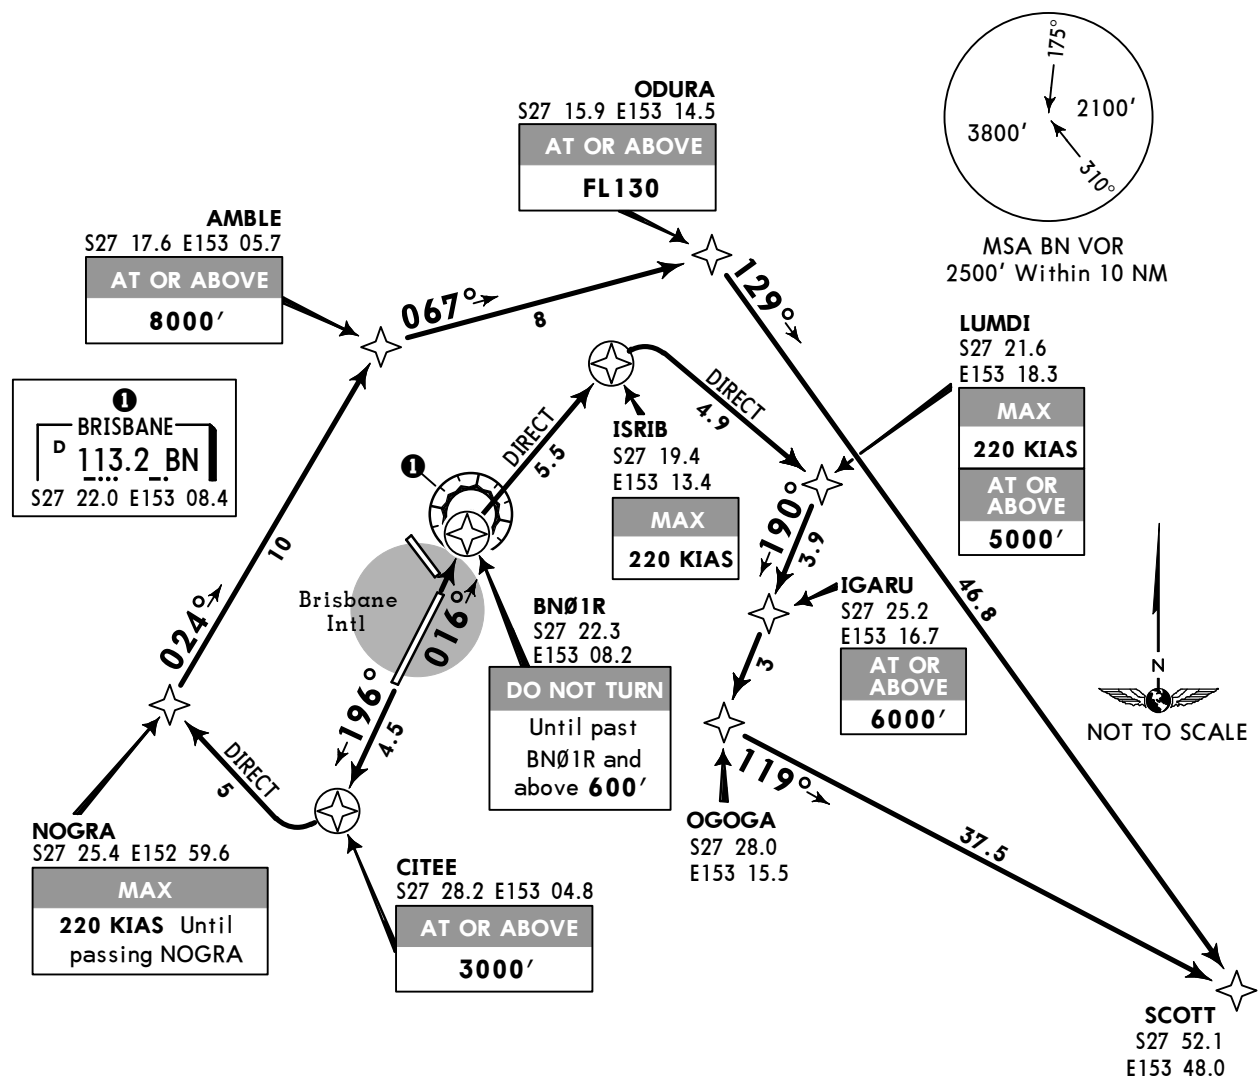 ODURA
S27 15.9 E153 14.5
AT OR ABOVE
FL130
175°
2100'
3800'
310°
MSA BN VOR
2500' Within 10 NM
AMBLE
S27 17.6 E153 05.7
AT OR ABOVE
8000'
067°
8
129°
LUMDI
S27 21.6
E153 18.3
MAX
220 KIAS
AT OR
ABOVE
5000'
1
BRISBANE
D 113.2 BN
S27 22.0 E153 08.4
1
DIRECT
5.5
DIRECT
4.9
ISRIB
S27 19.4
E153 13.4
MAX
220 KIAS
190°
3.9
46.8
10
024°
Brisbane
Intl
016°
196°
4.5
BNØ1R
S27 22.3
E153 08.2
DO NOT TURN
Until past
BNØ1R and
above 600'
IGARU
S27 25.2
E153 16.7
AT OR
ABOVE
6000'
3
N
NOT TO SCALE
DIRECT
5
119°
37.5
OGOGA
S27 28.0
E153 15.5
NOGRA
S27 25.4 E152 59.6
MAX
220 KIAS Until
passing NOGRA
CITEE
S27 28.2 E153 04.8
AT OR ABOVE
3000'
SCOTT
S27 52.1
E153 48.0